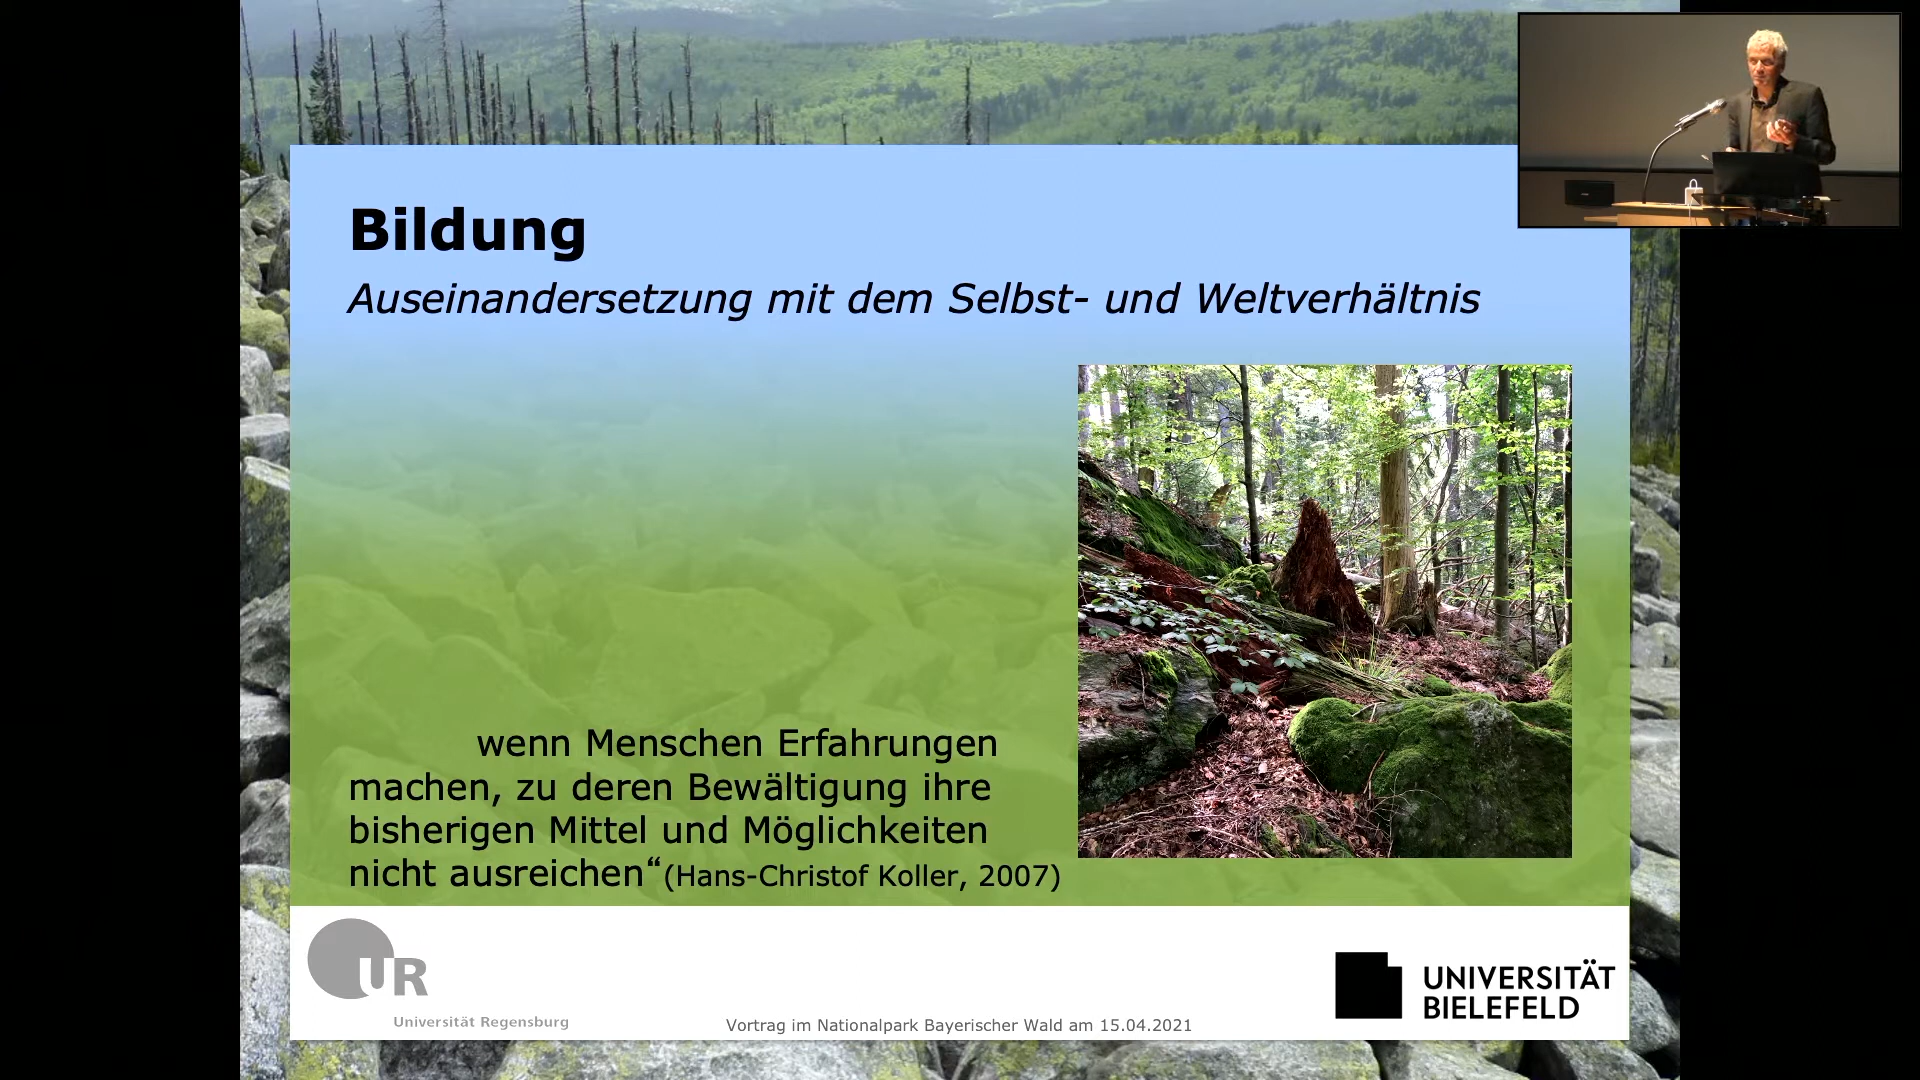 Bildung
Auseinandersetzung mit dem Selbst- und Weltverhältnis
wenn Menschen Erfahrungen
machen, zu deren Bewältigung ihre
bisherigen Mittel und Möglichkeiten
nicht ausreichen“(Hans-Christof Koller, 2007)
UR
Universität Regensburg
Vortrag im Nationalpark Bayerischer Wald am 15.04.2021
UNIVERSITÄT
BIELEFELD